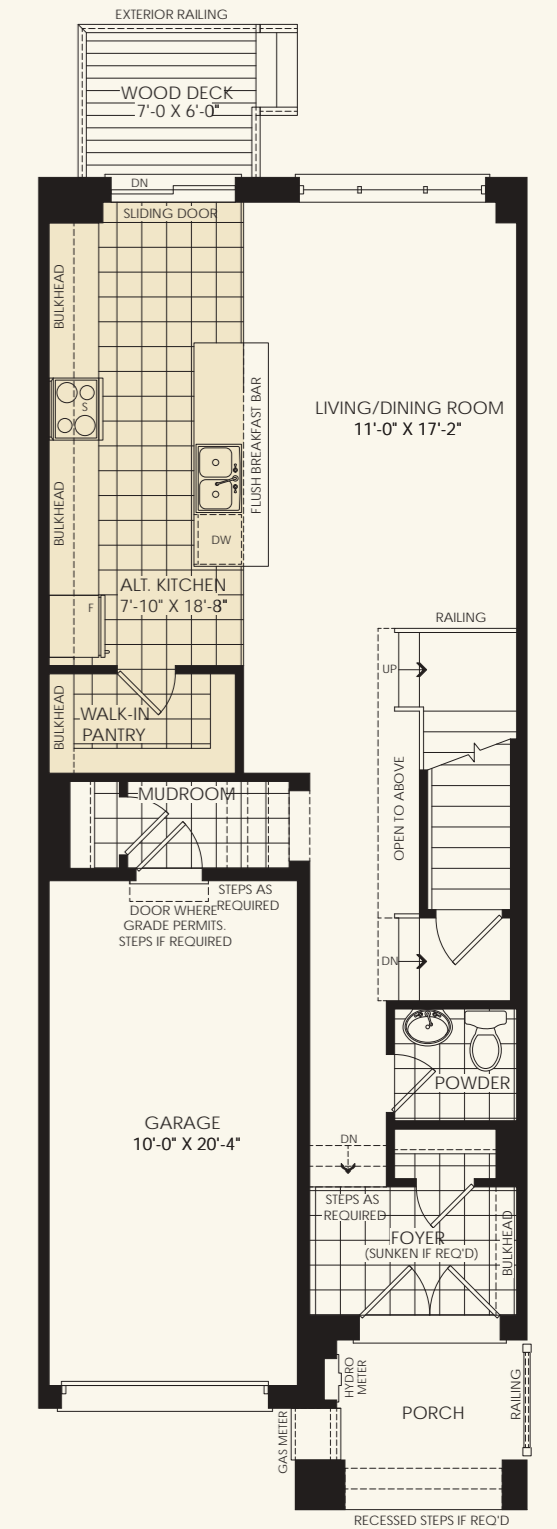 EXTERIOR RAILING
WOOD DECK
7'-0 X 6'-0"
DN
SLIDING DOOR
BULKHEAD
S
FLUSH BREAKFAST BAR
LIVING/DINING ROOM
11'-0" X 17'-2"
BULKHEAD
DW
ALT. KITCHEN
7'-10" X 18'-8"
F
RAILING
UP
BULKHEAD
WALK-IN
PANTRY
OPEN TO ABOVE
MUDROOM
STEPS AS
REQUIRED
DOOR WHERE
GRADE PERMITS.
STEPS IF REQUIRED
DN
POWDER
GARAGE
10'-0" X 20'-4"
DN
STEPS AS
REQUIRED
FOYER
(SUNKEN IF REQ'D)
BULKHEAD
HYDRO
METER
PORCH
RAILING
GAS METER
RECESSED STEPS IF REQ'D